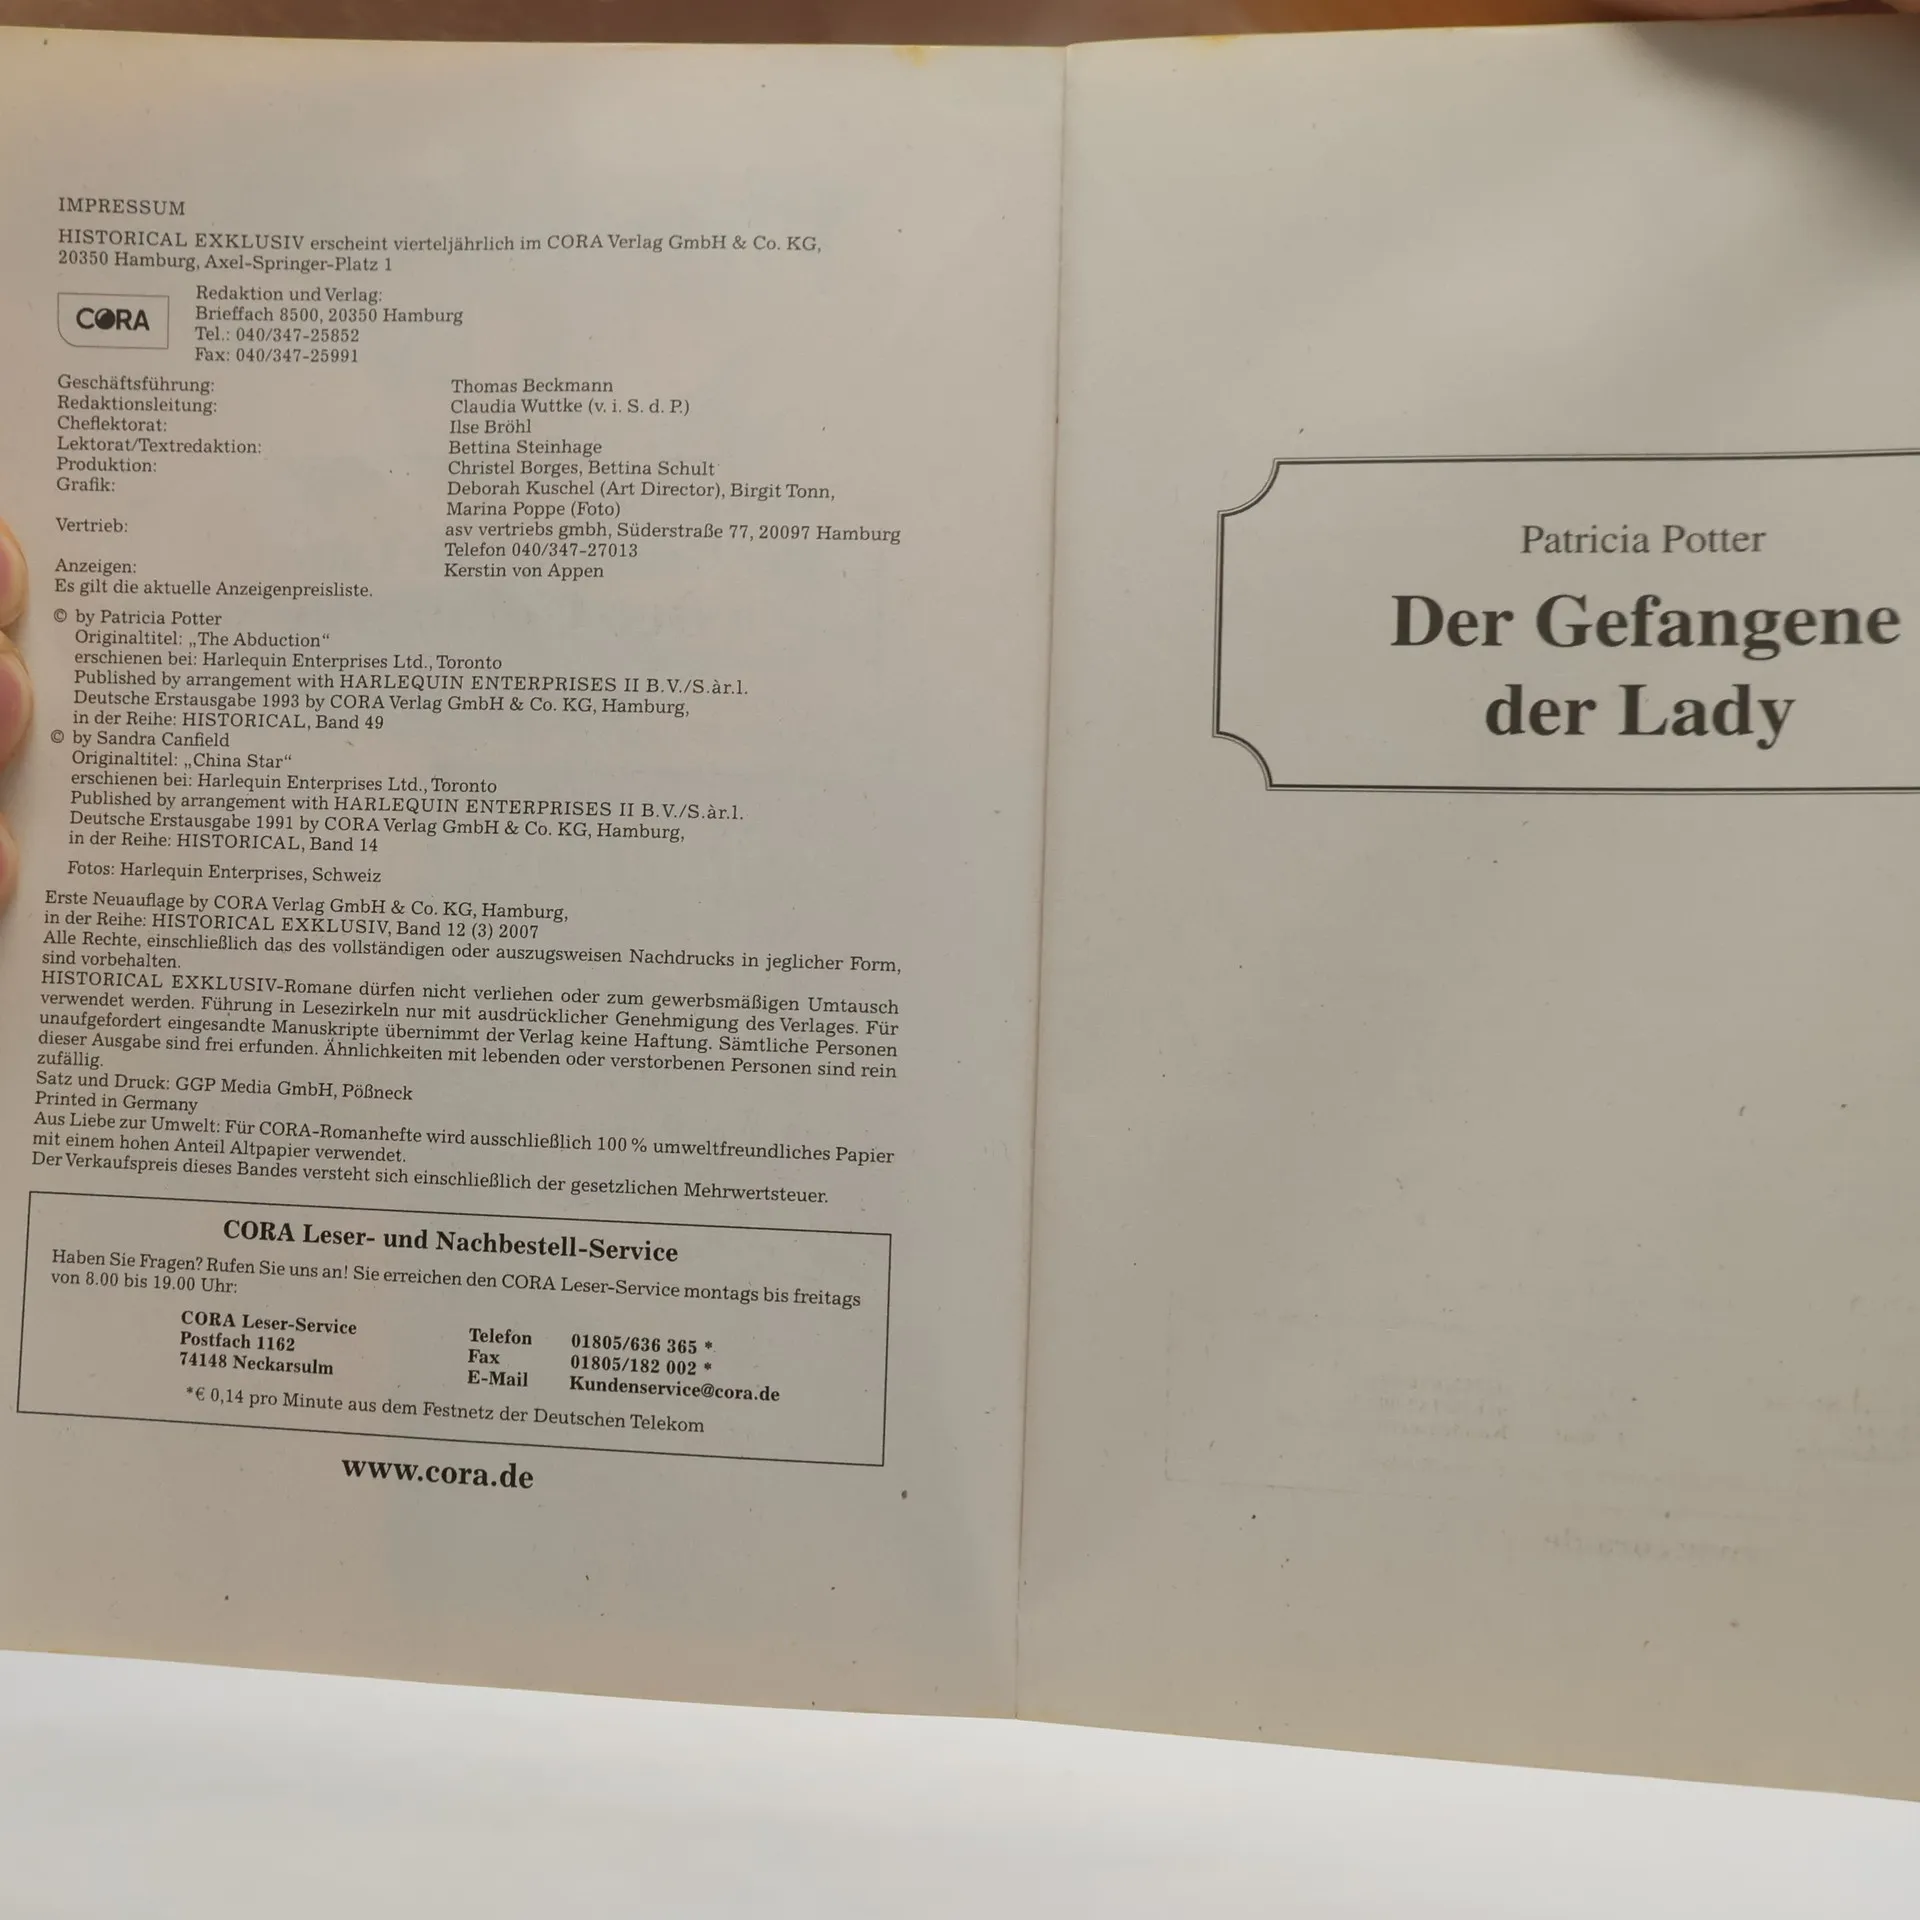 IMPRESSUM
HISTORICAL EXKLUSIV erscheint vierteljährlich im CORA Verlag GmbH & Co. KG,
20350 Hamburg, Axel-Springer-Platz 1
CORA
Redaktion und Verlag:
Brieffach 8500, 20350 Hamburg
Tel.: 040/347-25852
Fax: 040/347-25991
Geschäftsführung: Thomas Beckmann
Redaktionsleitung: Claudia Wuttke (v. i. S. d. P.)
Cheflektorat: Ilse Bröhl
Lektorat/Textredaktion: Bettina Steinhage
Produktion: Christel Borges, Bettina Schult
Grafik: Deborah Kuschel (Art Director), Birgit Tonn,
Marina Poppe (Foto)
Vertrieb: asv vertriebs gmbh, Süderstraße 77, 20097 Hamburg
Telefon 040/347-27013
Anzeigen: Kerstin von Appen
Es gilt die aktuelle Anzeigenpreisliste.
© by Patricia Potter
Originaltitel: „The Abduction“
erschienen bei: Harlequin Enterprises Ltd., Toronto
Published by arrangement with HARLEQUIN ENTERPRISES II B.V./S.àr.l.
Deutsche Erstausgabe 1993 by CORA Verlag GmbH & Co. KG, Hamburg,
in der Reihe: HISTORICAL, Band 49
© by Sandra Canfield
Originaltitel: „China Star“
erschienen bei: Harlequin Enterprises Ltd., Toronto
Published by arrangement with HARLEQUIN ENTERPRISES II B.V./S.àr.l.
Deutsche Erstausgabe 1991 by CORA Verlag GmbH & Co. KG, Hamburg,
in der Reihe: HISTORICAL, Band 14
Fotos: Harlequin Enterprises, Schweiz
Erste Neuauflage by CORA Verlag GmbH & Co. KG, Hamburg,
in der Reihe: HISTORICAL EXKLUSIV, Band 12 (3) 2007
Alle Rechte, einschließlich das des vollständigen oder auszugsweisen Nachdrucks in jeglicher Form,
sind vorbehalten.
HISTORICAL EXKLUSIV-Romane dürfen nicht verliehen oder zum gewerbsmäßigen Umtausch
verwendet werden. Führung in Lesezirkeln nur mit ausdrücklicher Genehmigung des Verlages. Für
unaufgefordert eingesandte Manuskripte übernimmt der Verlag keine Haftung. Sämtliche Personen
dieser Ausgabe sind frei erfunden. Ähnlichkeiten mit lebenden oder verstorbenen Personen sind rein
zufällig.
Satz und Druck: GGP Media GmbH, Pößneck
Printed in Germany
Aus Liebe zur Umwelt: Für CORA-Romanhefte wird ausschließlich 100 % umweltfreundliches Papier
mit einem hohen Anteil Altpapier verwendet.
Der Verkaufspreis dieses Bandes versteht sich einschließlich der gesetzlichen Mehrwertsteuer.
CORA Leser- und Nachbestell-Service
Haben Sie Fragen? Rufen Sie uns an! Sie erreichen den CORA Leser-Service montags bis freitags
von 8.00 bis 19.00 Uhr:
CORA Leser-Service
Postfach 1162
74148 Neckarsulm
Telefon 01805/636 365 *
Fax 01805/182 002 *
E-Mail Kundenservice@cora.de
*€ 0,14 pro Minute aus dem Festnetz der Deutschen Telekom
www.cora.de
Patricia Potter
Der Gefangene
der Lady